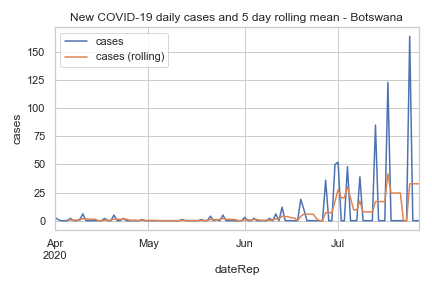 New COVID-19 daily cases and 5 day rolling mean - Botswana
cases
cases (rolling)
150
125
100
75
50
25
0
cases
Apr
2020
May
Jun
Jul
dateRep